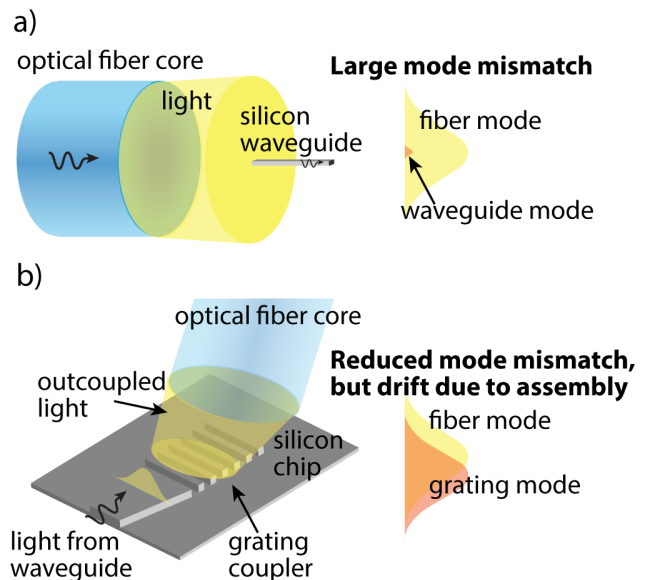 a)
optical fiber core
light
silicon
waveguide
Large mode mismatch
fiber mode
waveguide mode
b)
optical fiber core
outcoupled
light
silicon
chip
light from
waveguide
grating
coupler
Reduced mode mismatch,
but drift due to assembly
fiber mode
grating mode